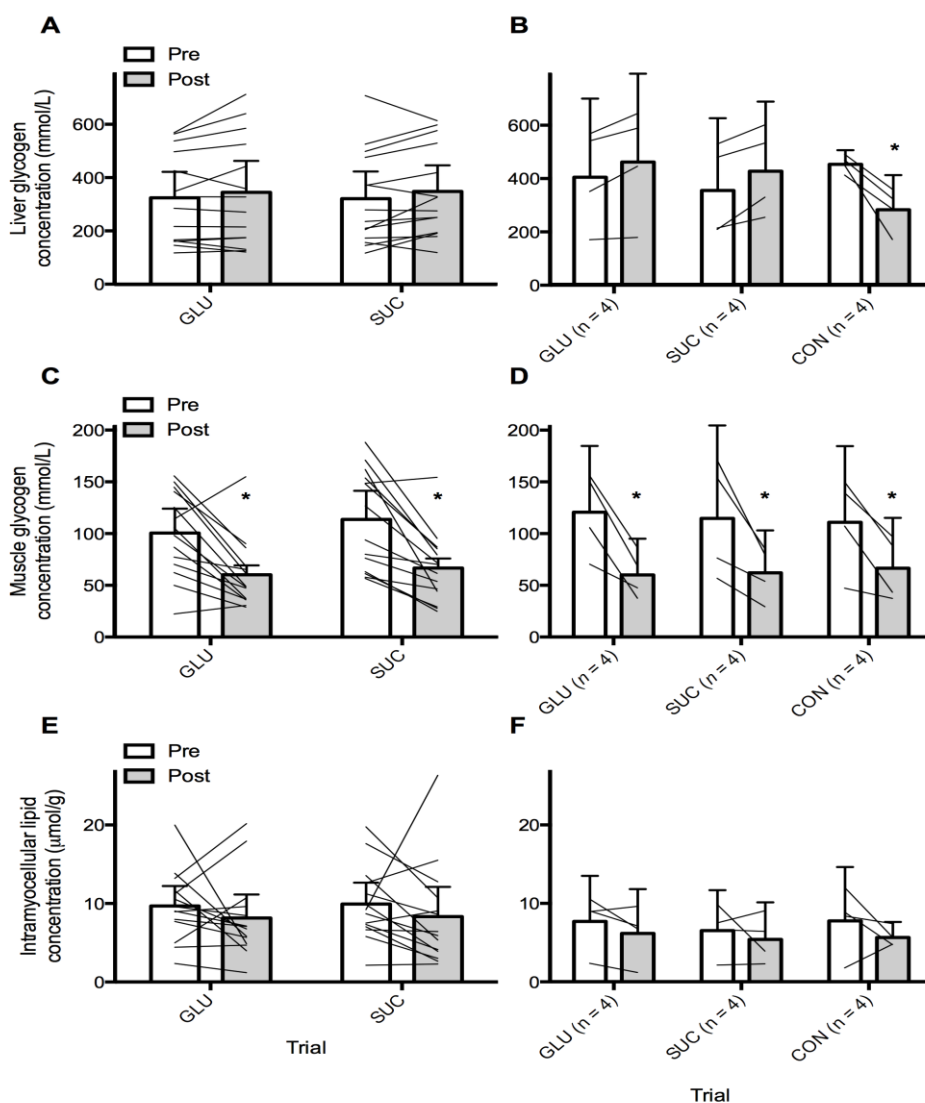 A
Pre
Post
Liver glycogen
concentration (mmol/L)
600
400
200
0
GLU
SUC
B
600
400
200
0
*
GLU (n = 4)
SUC (n = 4)
CON (n = 4)
C
Pre
Post
Muscle glycogen
concentration (mmol/L)
200
150
100
50
0
*
*
GLU
SUC
D
200
150
100
50
0
*
*
*
GLU (n = 4)
SUC (n = 4)
CON (n = 4)
E
Pre
Post
Intramyocellular lipid
concentration (μmol/g)
20
10
0
GLU
SUC
Trial
F
20
10
0
GLU (n = 4)
SUC (n = 4)
CON (n = 4)
Trial